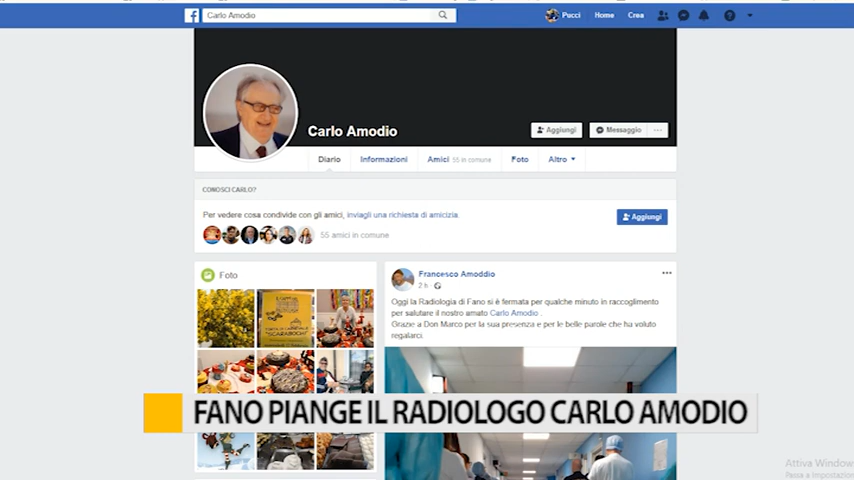 Carlo Amodio
Pucci Home Crea
Carlo Amodio
Aggiungi
Messaggio
Diario Informazioni Amici 55 in comune Foto Altro
CONOSCI CARLO?
Per vedere cosa condivide con gli amici, inviagli una richiesta di amicizia
Aggiungi
55 amici in comune
Foto
Francesco Amoddio
2 h
Oggi la Radiologia di Fano si è fermata per qualche minuto in raccoglimento
per salutare il nostro amato Carlo Amodio .
Grazie a Don Marco per la sua presenza e per le belle parole che ha voluto
regalarci.
FANO PIANGE IL RADIOLOGO CARLO AMODIO
Attiva Window
Passa a Impostazion